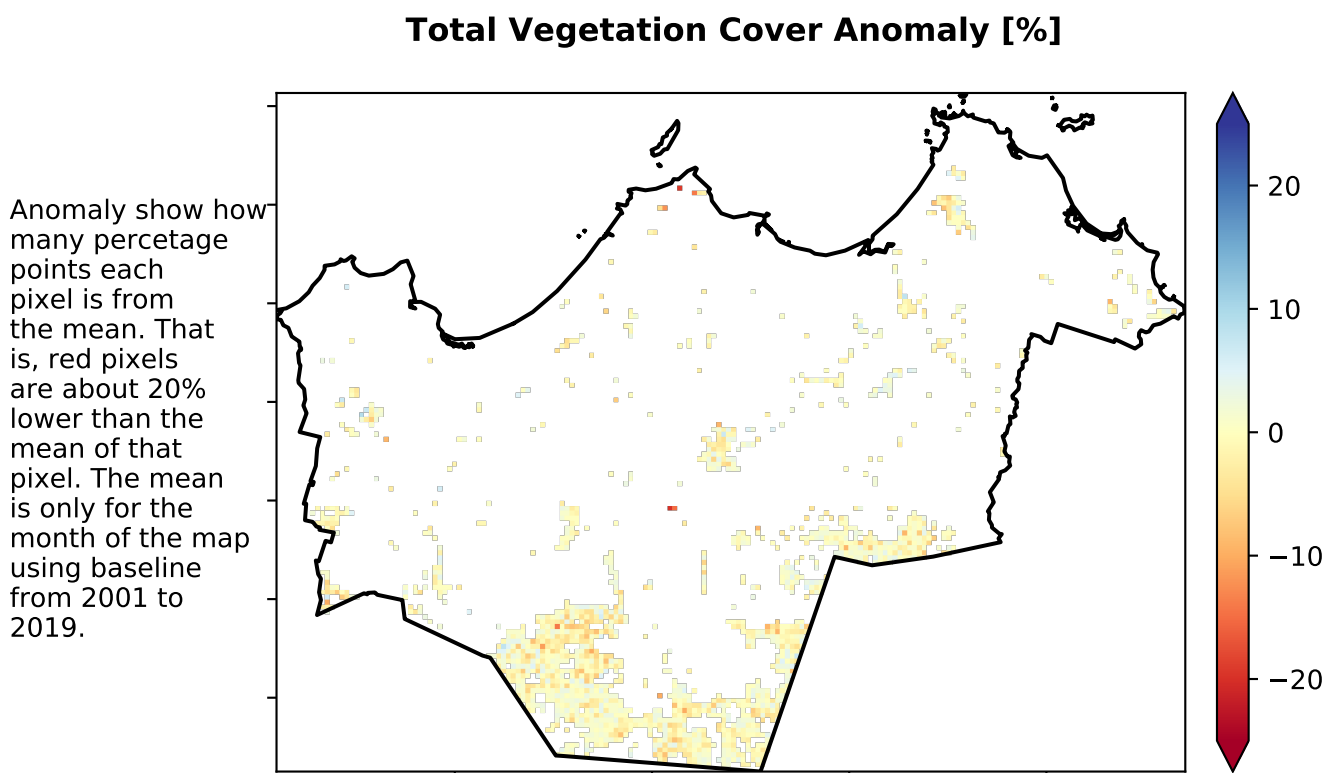 Total Vegetation Cover Anomaly [%]
Anomaly show how
many percetage
points each
pixel is from
the mean. That
is, red pixels
are about 20%
lower than the
mean of that
pixel. The mean
is only for the
month of the map
using baseline
from 2001 to
2019.
20
10
0
−10
−20